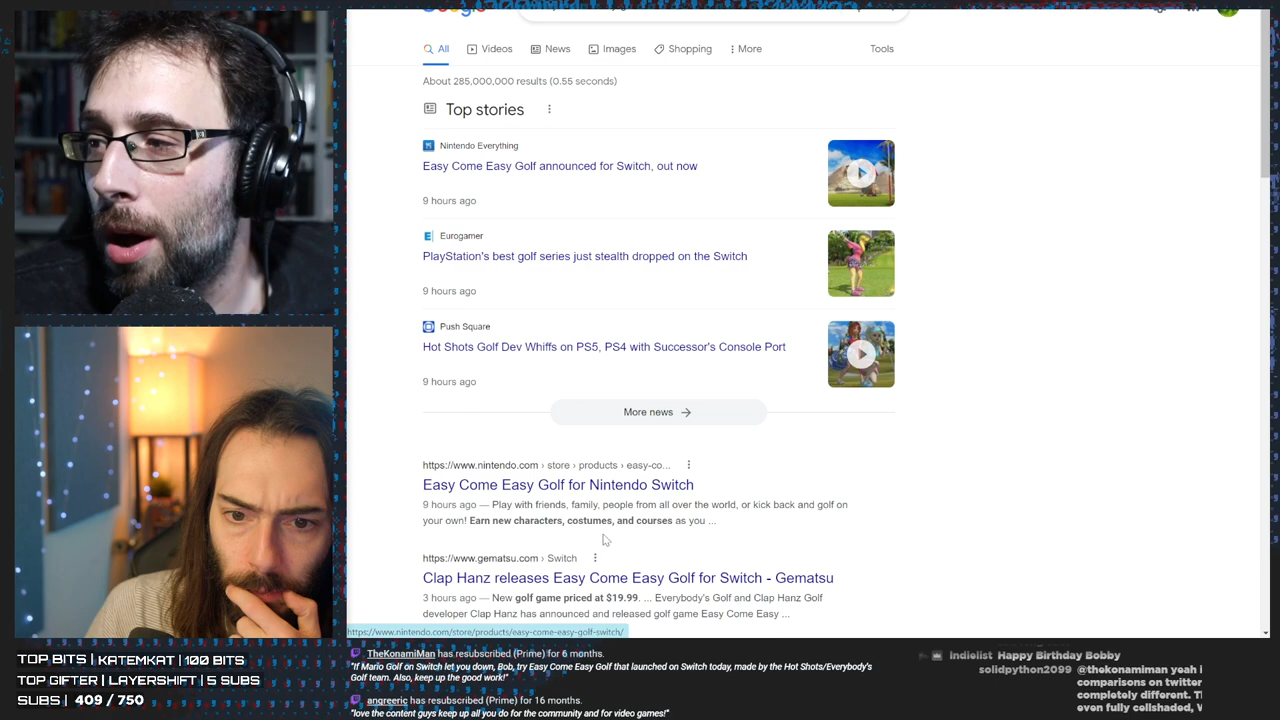 Google
All
Videos
News
Images
Shopping
More
Tools
About 285,000,000 results (0.55 seconds)
Top stories
Nintendo Everything
Easy Come Easy Golf announced for Switch, out now
9 hours ago
Eurogamer
PlayStation's best golf series just stealth dropped on the Switch
9 hours ago
Push Square
Hot Shots Golf Dev Whiffs on PS5, PS4 with Successor's Console Port
9 hours ago
More news
https://www.nintendo.com › store › products › easy-co...
Easy Come Easy Golf for Nintendo Switch
9 hours ago — Play with friends, family, people from all over the world, or kick back and golf on
your own! Earn new characters, costumes, and courses as you ...
https://www.gematsu.com › Switch
Clap Hanz releases Easy Come Easy Golf for Switch - Gematsu
3 hours ago — New golf game priced at $19.99. ... Everybody's Golf and Clap Hanz Golf
developer Clap Hanz has announced and released golf game Easy Come Easy ...
https://www.nintendo.com/store/products/easy-come-easy-golf-switch/
TOP BITS | KATEMKAT | 100 BITS
TOP GIFTER | LAYERSHIFT | 5 SUBS
SUBS | 409 / 750
TheKonamiMan has resubscribed (Prime) for 6 months.
"If Mario Golf on Switch let you down, Bob, try Easy Come Easy Golf that launched on Switch today, made by the Hot Shots/Everybody's
Golf team. Also, keep up the good work!"
angreeric has resubscribed (Prime) for 16 months.
"love the content guys keep up all you do for the community and for video games!"
indielist Happy Birthday Bobby
solidpython2099 @thekonamiman yeah i
comparisons on twitter
completely different. T
even fully cellshaded, V